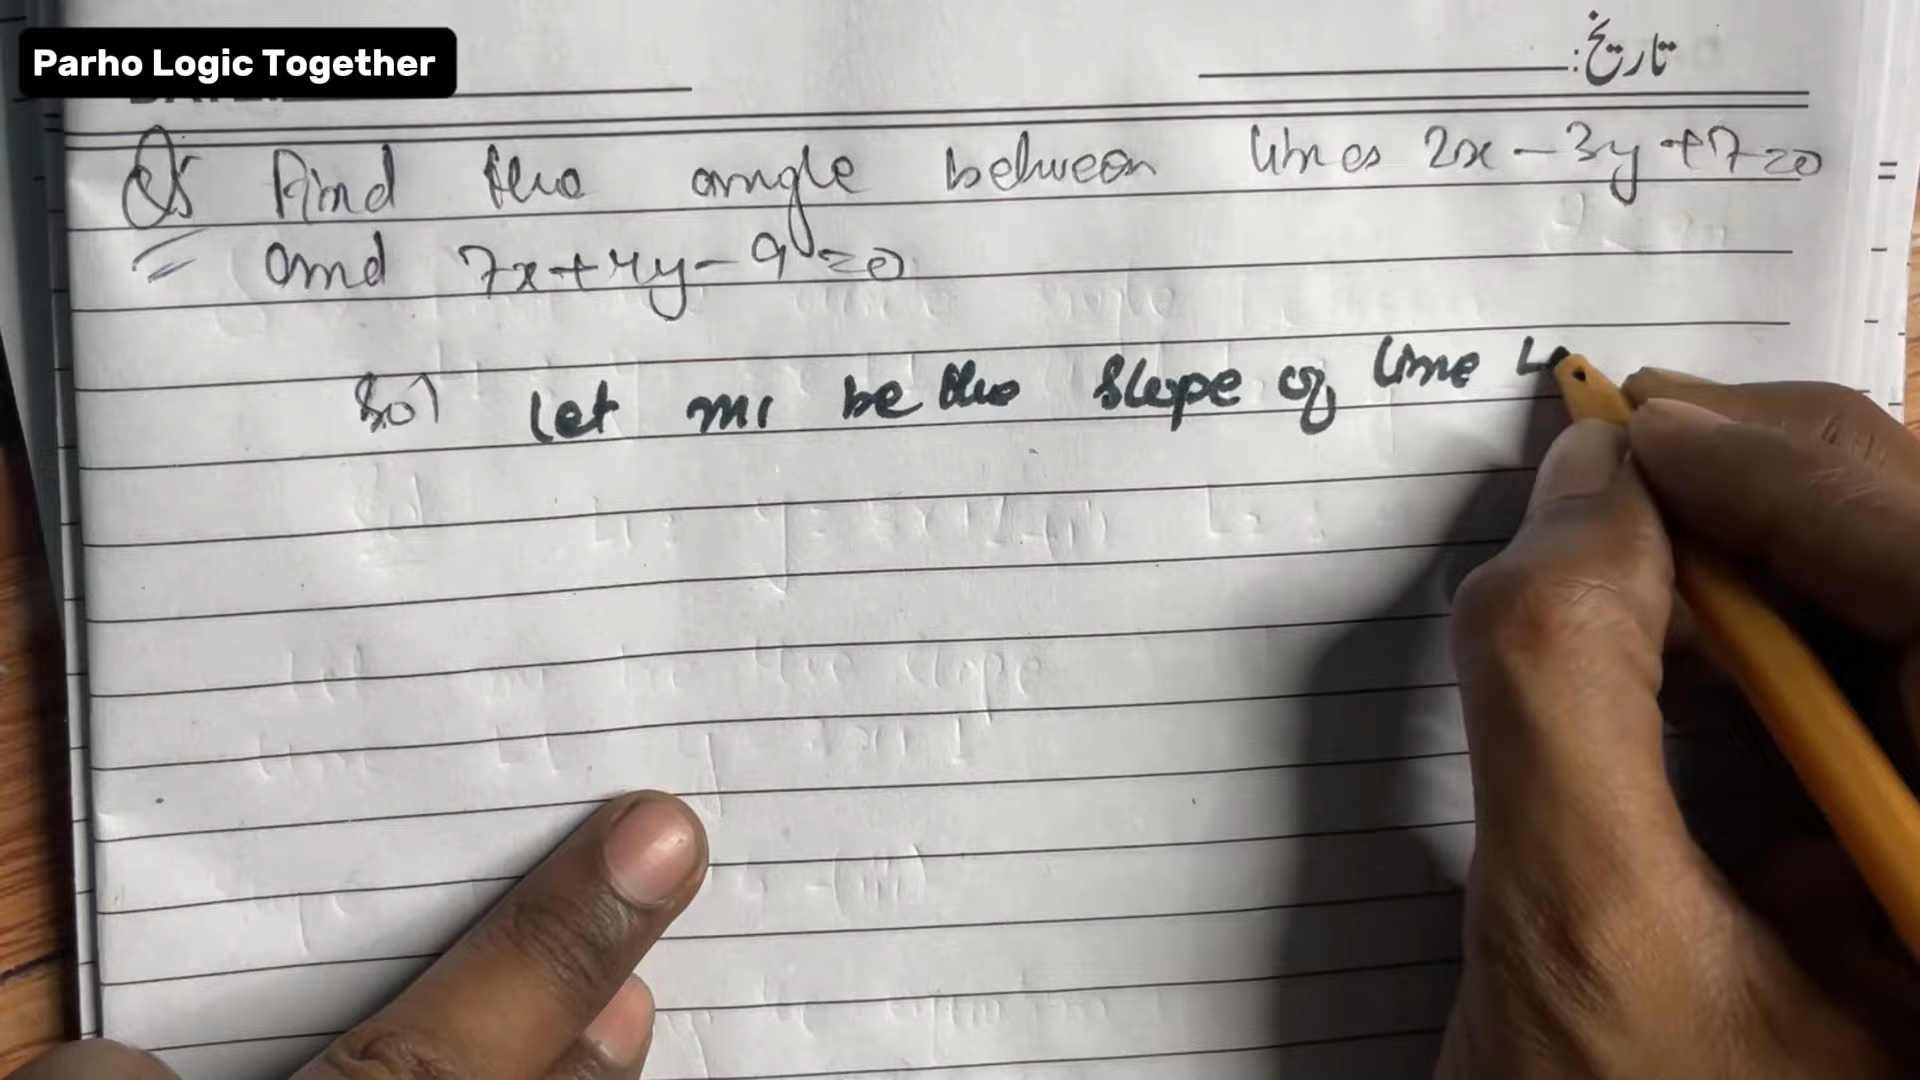 Parho Logic Together
تاریخ:
Q5 Find the angle between lines 2x - 3y + 7 = 0
and 7x + 4y - 9 = 0
Sol Let m1 be the slope of line